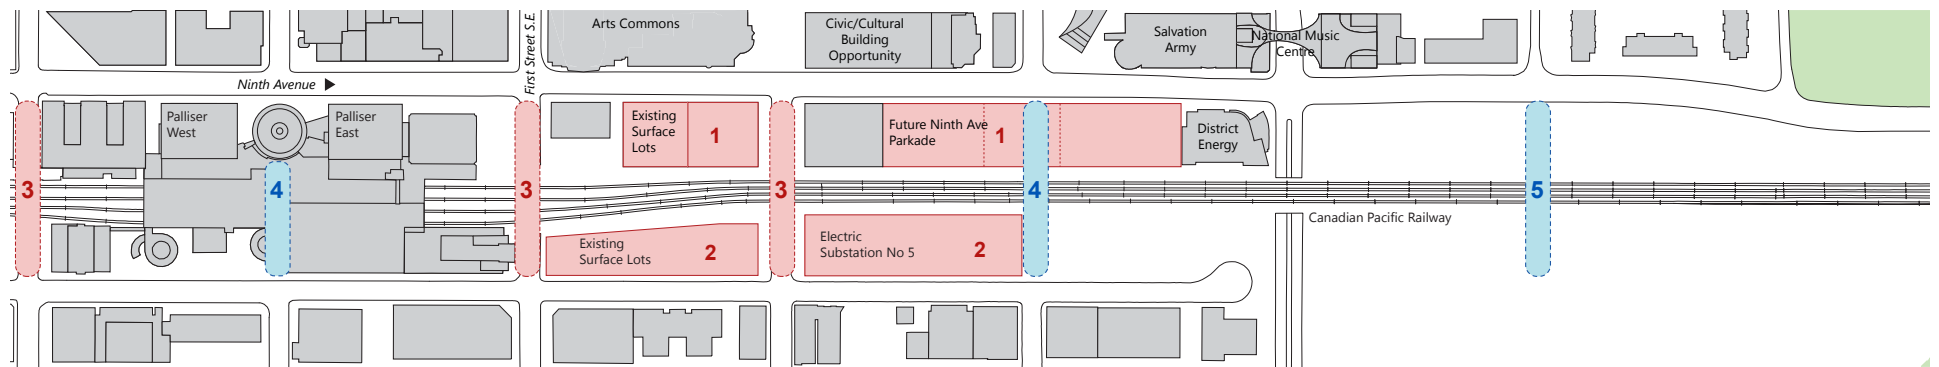 Arts Commons
Civic/Cultural
Building
Opportunity
Salvation
Army
National Music
Centre
First Street S.E.
Ninth Avenue
Palliser
West
Palliser
East
Existing
Surface
Lots
1
Future Ninth Ave
Parkade
1
District
Energy
3
4
3
3
4
5
Canadian Pacific Railway
Existing
Surface Lots
2
Electric
Substation No 5
2